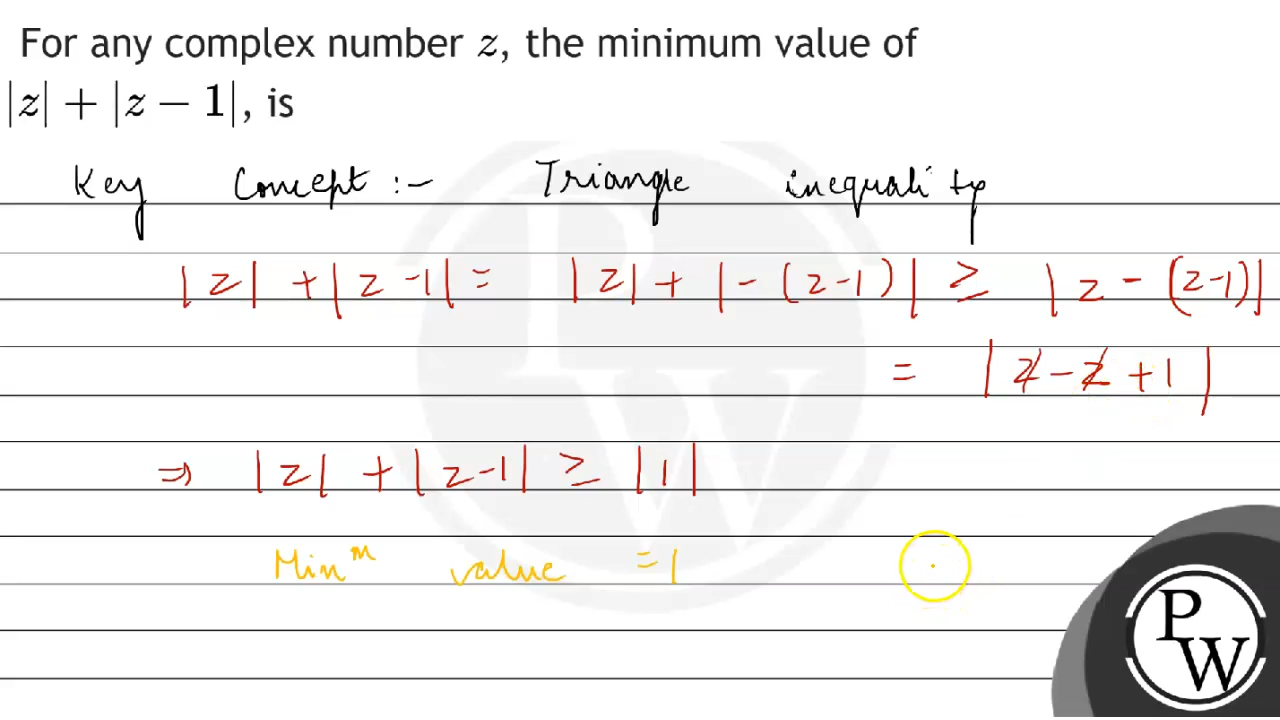 For any complex number z, the minimum value of
|z| + |z − 1|, is
Key Concept :- Triangle inequality
|z| + |z-1| = |z| + |-(z-1)| ≥ |z - (z-1)|
= |z - z + 1|
⇒ |z| + |z-1| ≥ |1|
Minᵐ value = 1
P
W